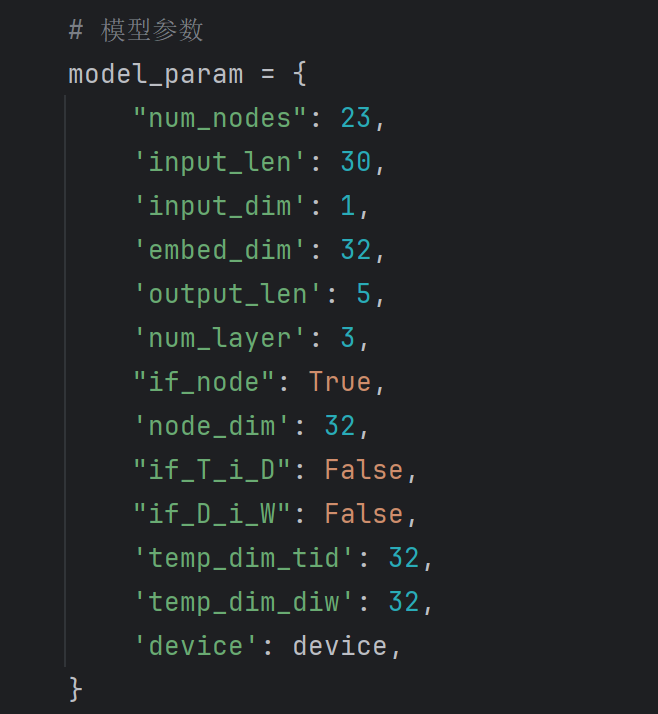 # 模型参数
model_param = {
"num_nodes": 23,
'input_len': 30,
'input_dim': 1,
'embed_dim': 32,
'output_len': 5,
'num_layer': 3,
"if_node": True,
'node_dim': 32,
"if_T_i_D": False,
"if_D_i_W": False,
'temp_dim_tid': 32,
'temp_dim_diw': 32,
'device': device,
}